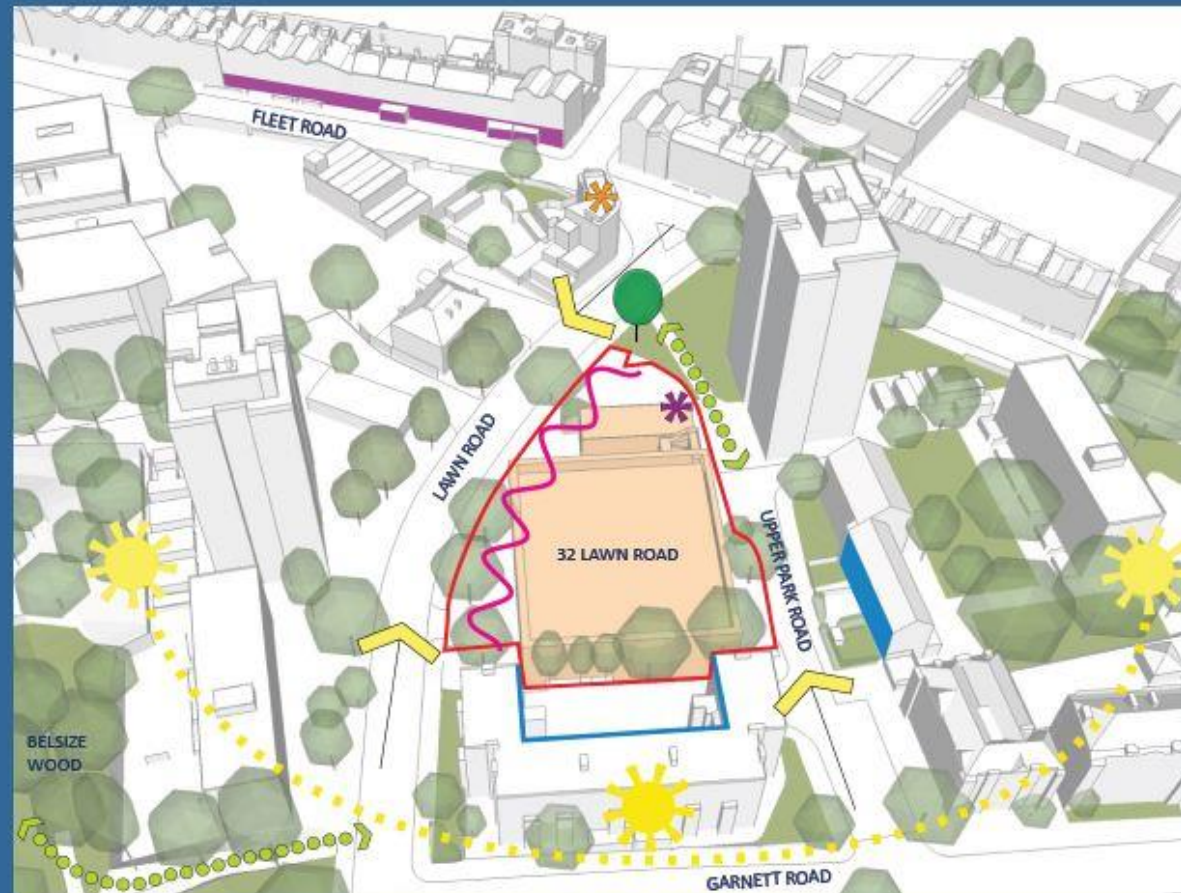 FLEET ROAD
LAWN ROAD
32 LAWN ROAD
UPPER PARK ROAD
BELSIZE
WOOD
GARNETT ROAD